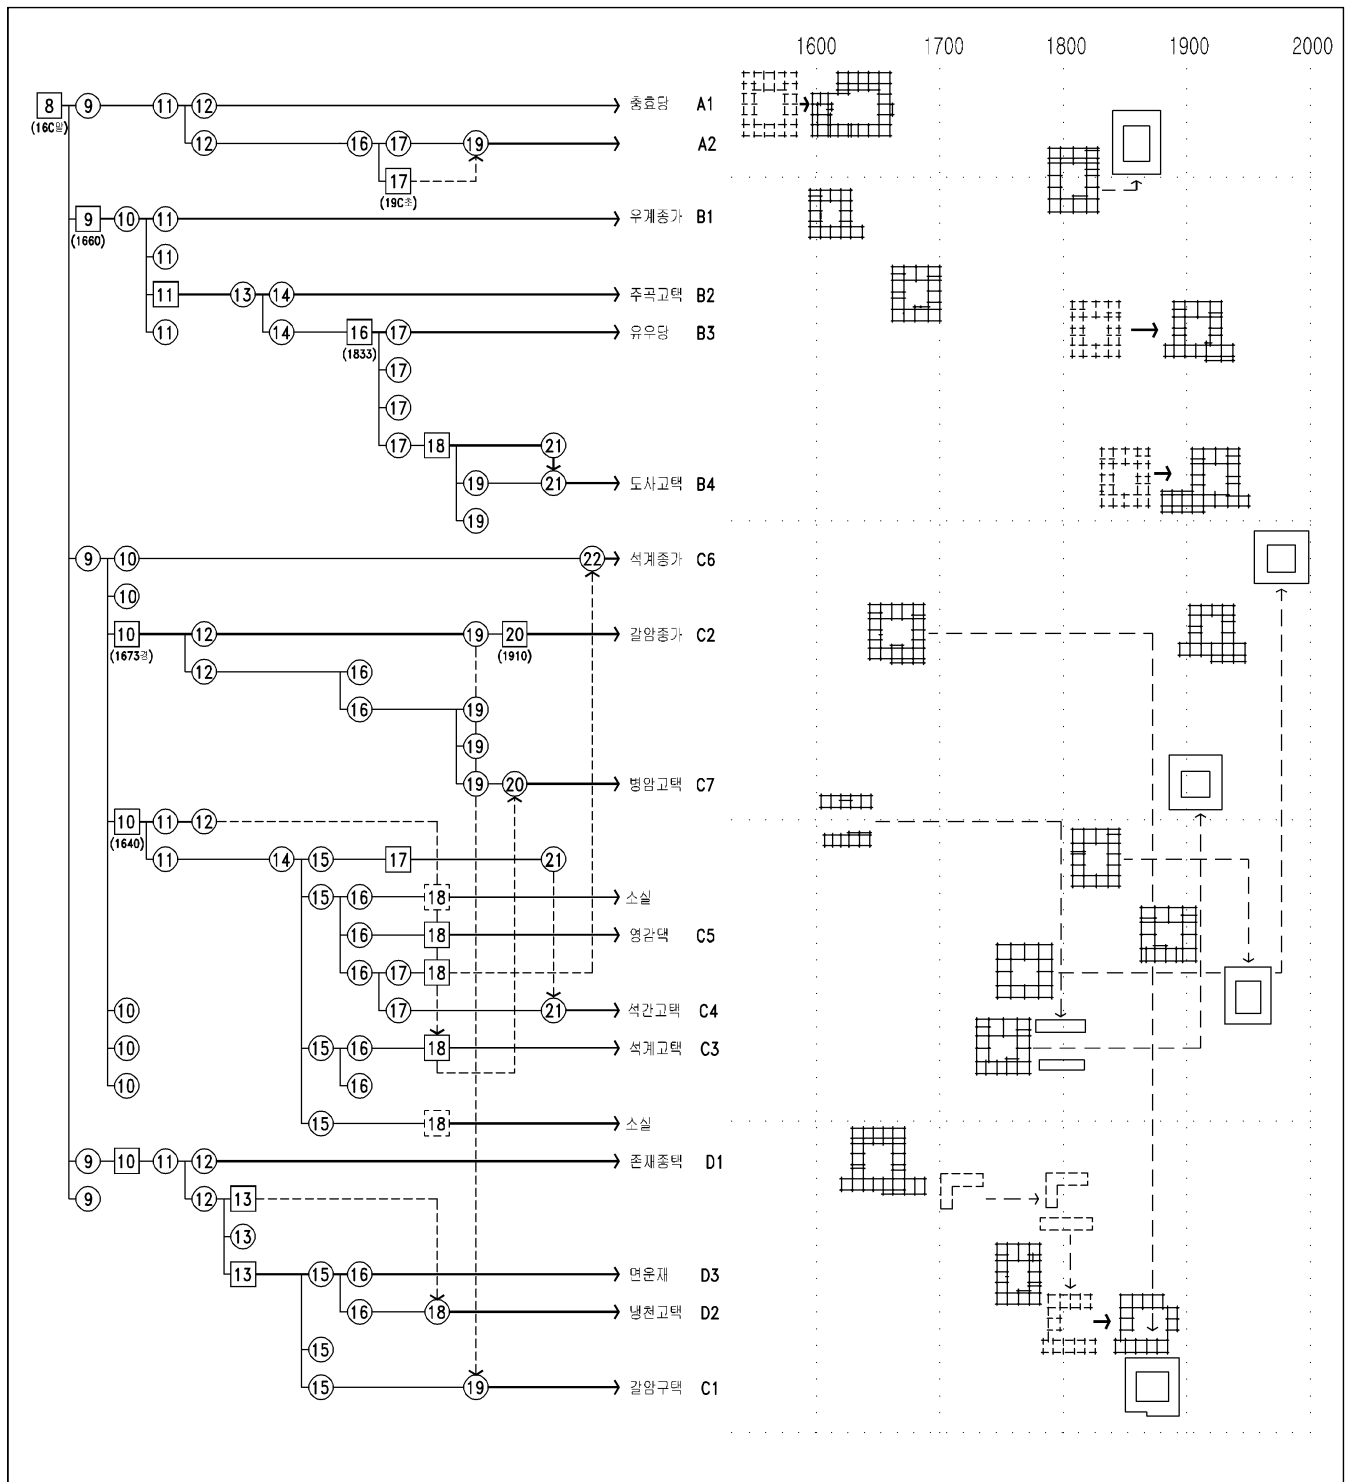 1600 1700 1800 1900 2000
8 9 11 12 충효당 A1
(16C말)
12 16 17 19 A2
17
(19C초)
9 10 11 우계종가 B1
(1660)
11
11 13 14 주곡고택 B2
11 14 16 17 유우당 B3
(1833)
17
17
17 18 21
19 21 도사고택 B4
19
9 10 22 석계종가 C6
10
10 12 19 20 갈암종가 C2
(1673경) (1910)
12 16
16 19
19
19 20 병암고택 C7
10 11 12
(1640)
11 14 15 17 21
15 16 18 소실
16 18 영감댁 C5
16 17 18
10 17 21 석간고택 C4
10 15 16 18 석계고택 C3
10 16
15 18 소실
9 10 11 12 존재종택 D1
9 12 13
13
13 15 16 면운재 D3
16 18 냉천고택 D2
15
15 19 갈암구택 C1